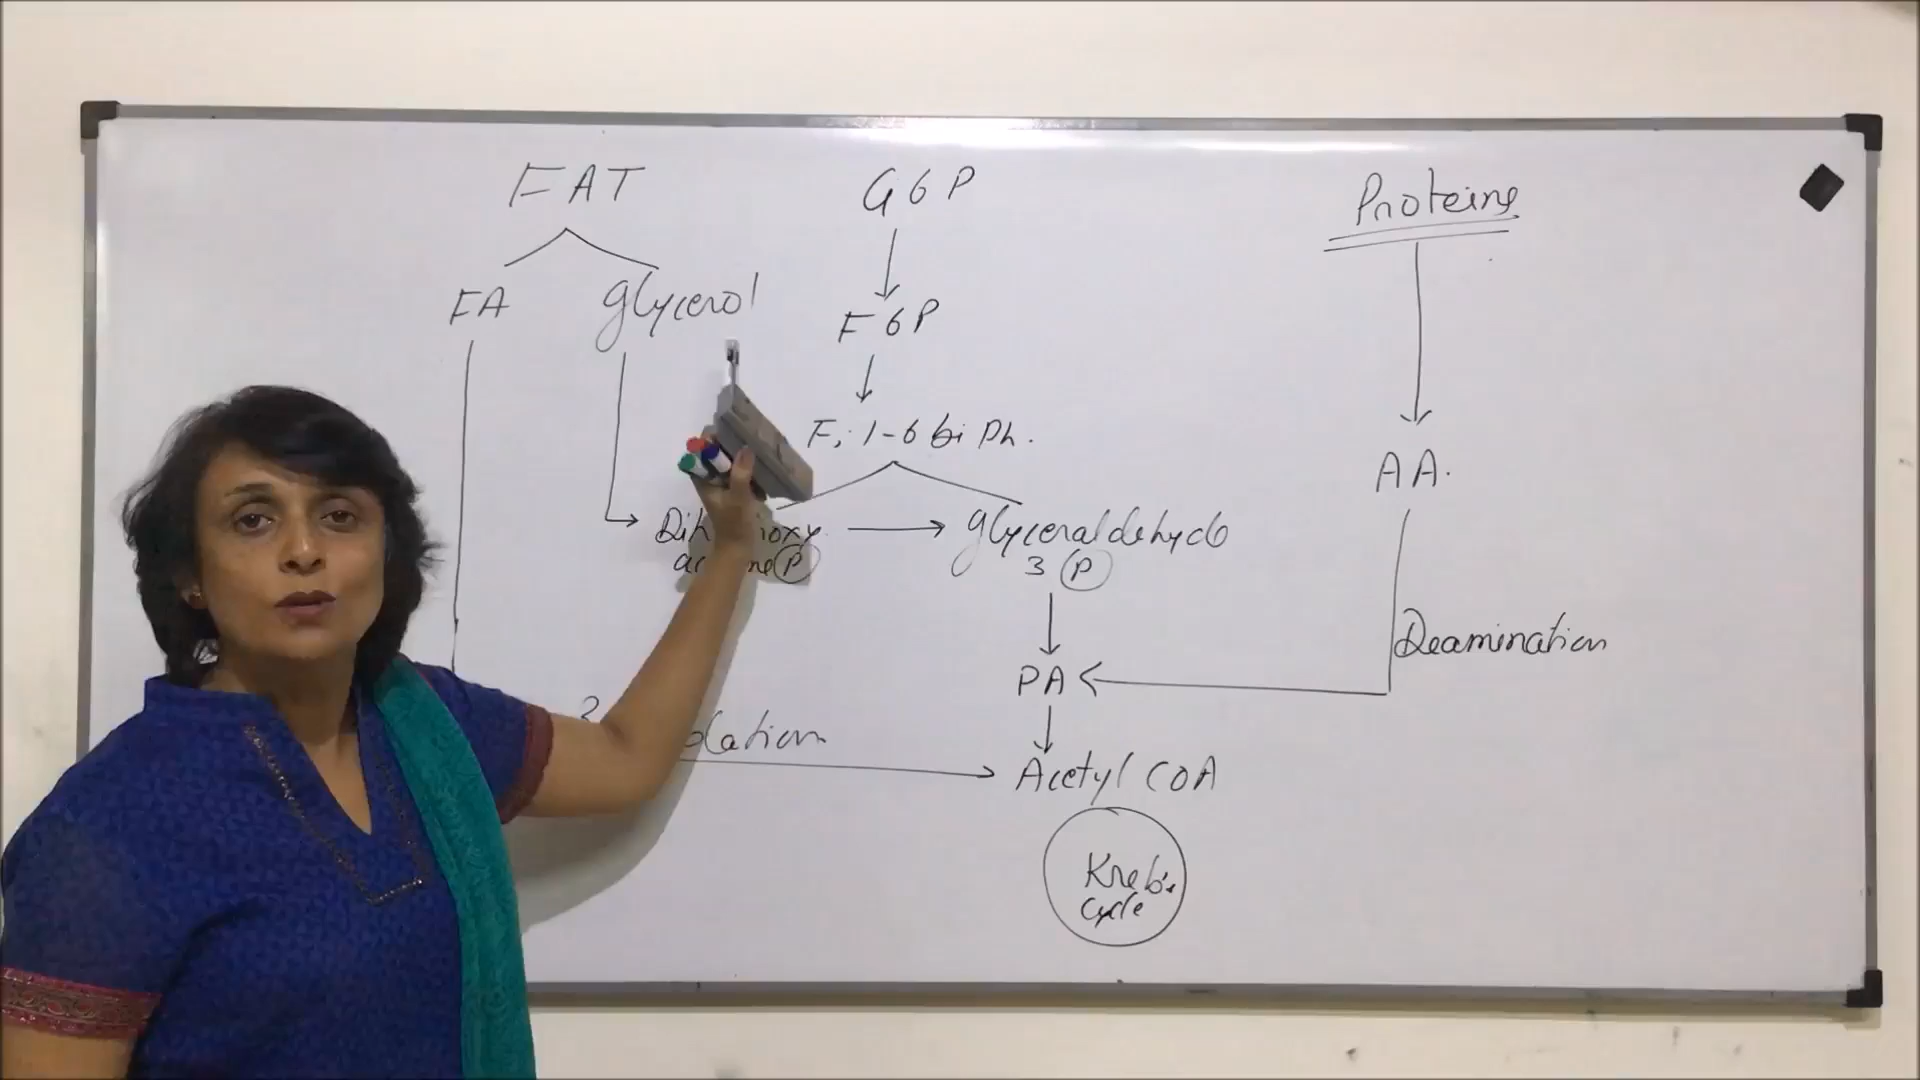 FAT
G6P
Proteins
FA
glycerol
F6P
F, 1-6 bi Ph.
AA.
glyceraldehyde
3 P
P
Deamination
PA
Acetyl COA
Kreb's
cycle